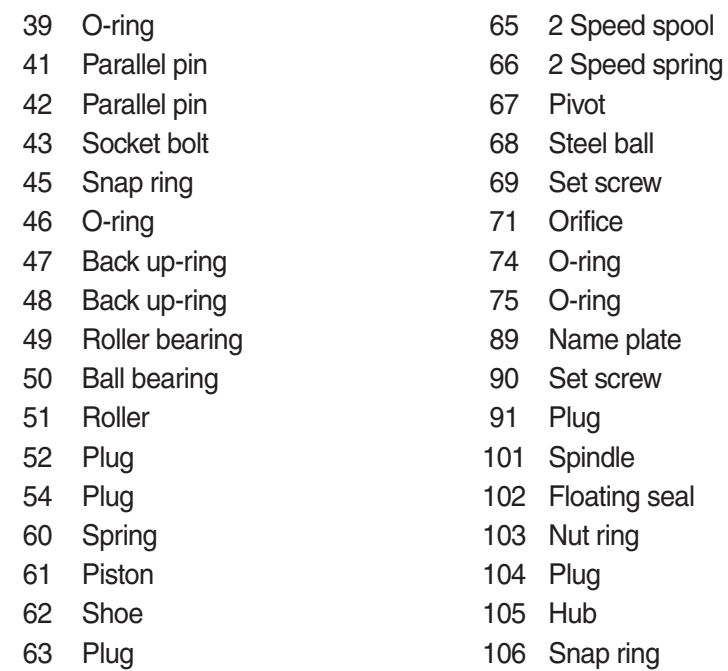 39 O-ring
41 Parallel pin
42 Parallel pin
43 Socket bolt
45 Snap ring
46 O-ring
47 Back up-ring
48 Back up-ring
49 Roller bearing
50 Ball bearing
51 Roller
52 Plug
54 Plug
60 Spring
61 Piston
62 Shoe
63 Plug
65 2 Speed spool
66 2 Speed spring
67 Pivot
68 Steel ball
69 Set screw
71 Orifice
74 O-ring
75 O-ring
89 Name plate
90 Set screw
91 Plug
101 Spindle
102 Floating seal
103 Nut ring
104 Plug
105 Hub
106 Snap ring